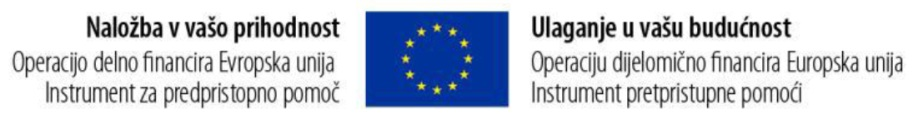 Naložba v vašo prihodnost
Operacijo delno financira Evropska unija
Instrument za predpristopno pomoč
Ulaganje u vašu budućnost
Operaciju dijelomično financira Europska unija
Instrument pretpristupne pomoći